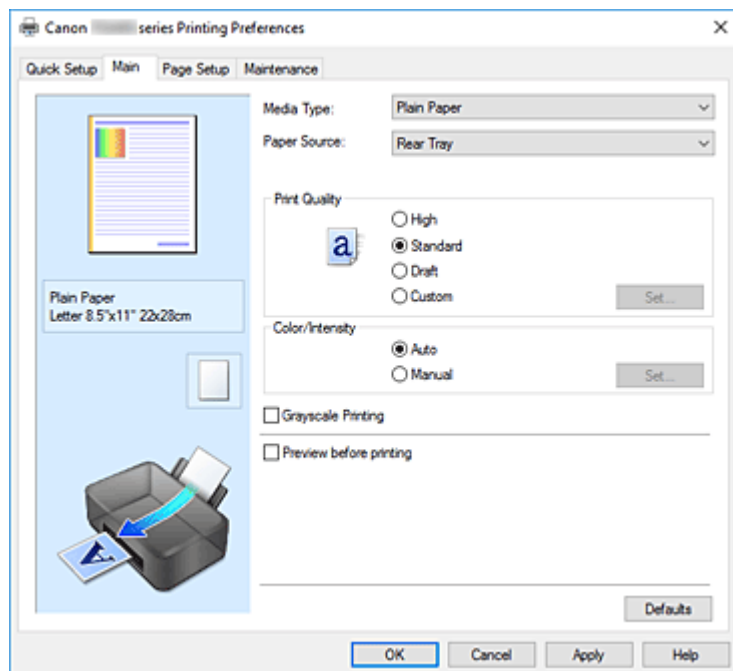 Canon series Printing Preferences
Quick Setup Main Page Setup Maintenance
Media Type: Plain Paper
Paper Source: Rear Tray
Print Quality
a
High
Standard
Draft
Custom Set...
Plain Paper
Letter 8.5"x11" 22x28cm
Color/Intensity
Auto
Manual Set...
Grayscale Printing
Preview before printing
A
Defaults
OK Cancel Apply Help